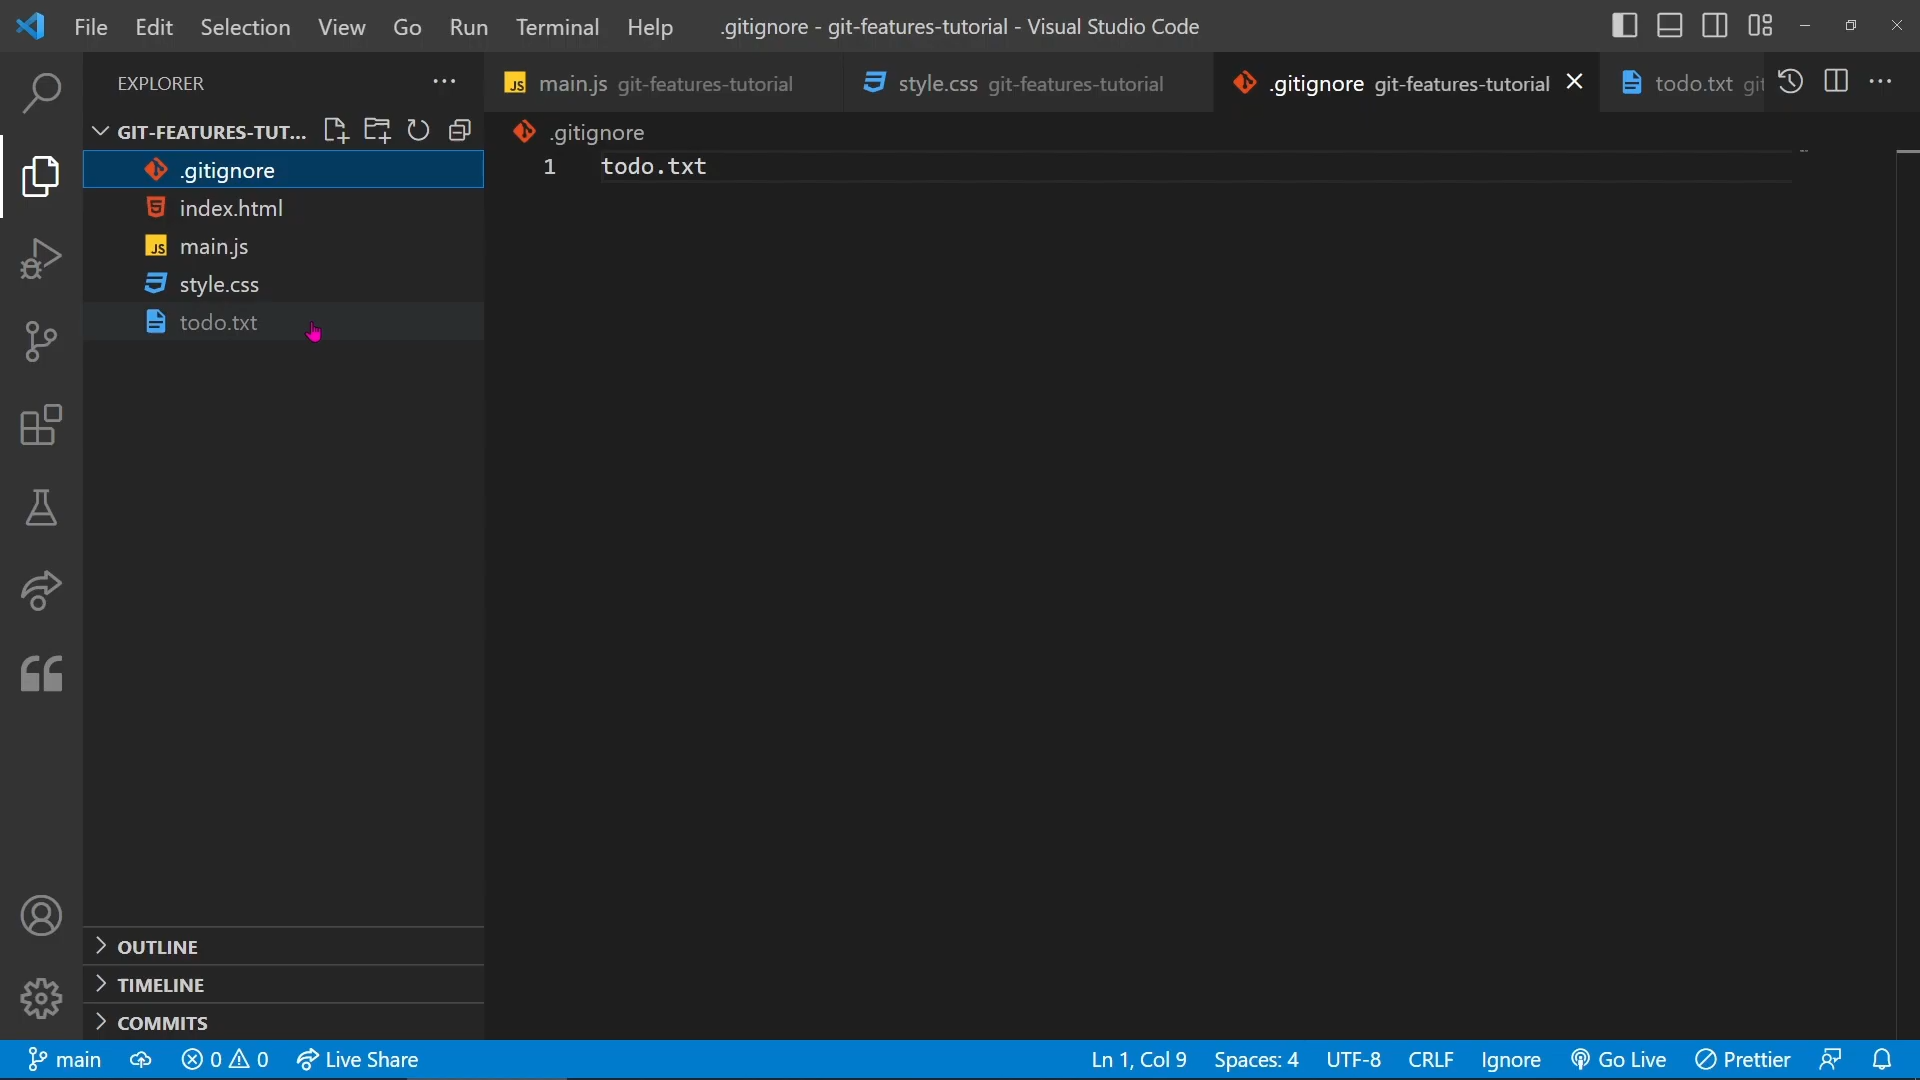 File Edit Selection View Go Run Terminal Help .gitignore - git-features-tutorial - Visual Studio Code
EXPLORER
main.js git-features-tutorial
style.css git-features-tutorial
.gitignore git-features-tutorial
todo.txt git
GIT-FEATURES-TUT...
.gitignore
1 todo.txt
.gitignore
index.html
JS main.js
style.css
todo.txt
OUTLINE
TIMELINE
COMMITS
main 0 0 Live Share Ln 1, Col 9 Spaces: 4 UTF-8 CRLF Ignore Go Live Prettier